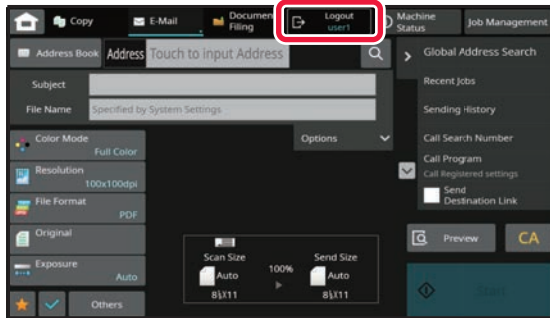 Copy
E-Mail
Document
Filing
Logout
user1
Machine
Status
Job Management
Address Book
Address
Touch to input Address
Global Address Search
Subject
Recent Jobs
File Name
Specified by System Settings
Sending History
Color Mode
Full Color
Options
Call Search Number
Resolution
100x100dpi
Call Program
Call Registered settings
File Format
PDF
Send
Destination Link
Original
Preview
CA
Scan Size
Send Size
Exposure
Auto
Auto
100%
Auto
8½X11
8½X11
Others
Start